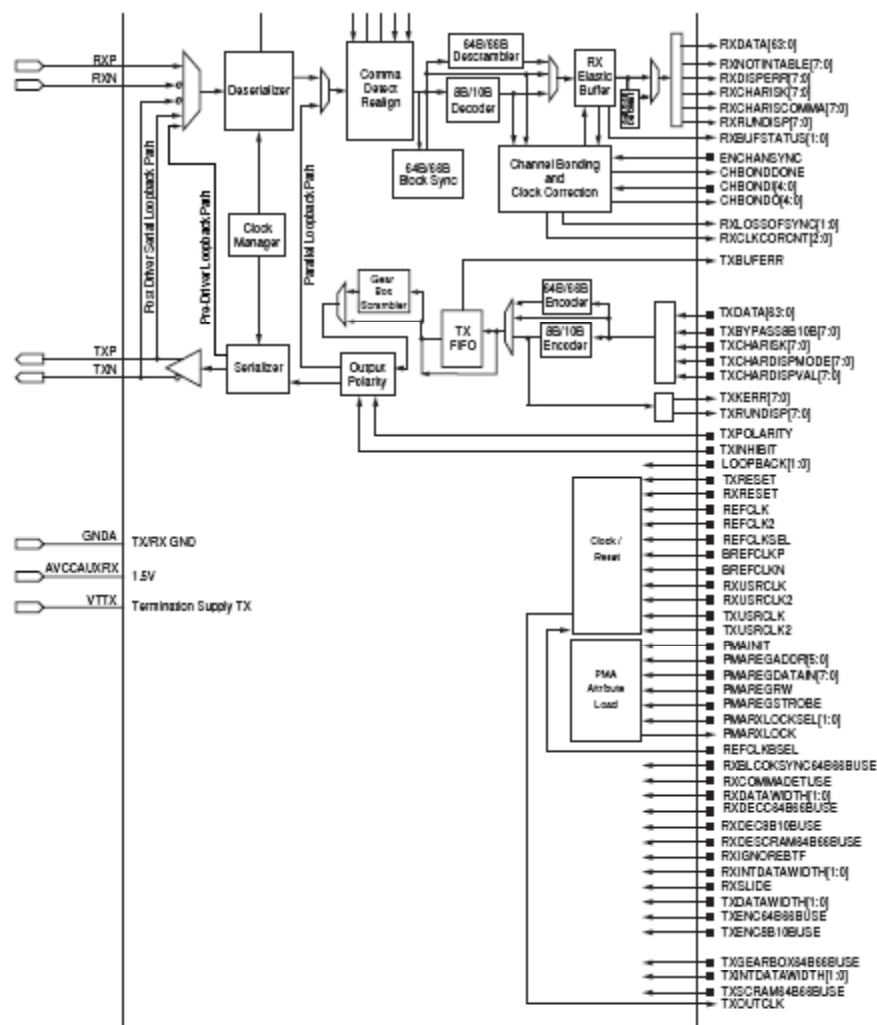 RXP
RXN
Post Driver Serial Loopback Path
Pre-Driver Loopback Path
Deserializer
Clock
Manager
Parallel Loopback Path
Comma
Detect
Realign
64B/66B
Descrambler
8B/10B
Decoder
64B/66B
Block Sync
RX
Elastic
Buffer
Channel Bonding
and
Clock Correction
RXDATA[63:0]
RXNOTINTABLE[7:0]
RXDISPERR[7:0]
RXCHARISK[7:0]
RXCHARISCOMMA[7:0]
RXRUNDISP[7:0]
RXBUFSTATUS[1:0]
ENCHANSYNC
CHBONDDONE
CHBONDI[4:0]
CHBONDO[4:0]
RXLOSSOFSYNC[1:0]
RXCLKCORCNT[2:0]
TXBUFERR
TXP
TXN
Serializer
Output
Polarity
Gear
Box
Scrambler
TX
FIFO
64B/66B
Encoder
8B/10B
Encoder
TXDATA[63:0]
TXBYPASS8B10B[7:0]
TXCHARISK[7:0]
TXCHARDISPMODE[7:0]
TXCHARDISPVAL[7:0]
TXKERR[7:0]
TXRUNDISP[7:0]
TXPOLARITY
TXINHIBIT
LOOPBACK[1:0]
TXRESET
RXRESET
REFCLK
REFCLK2
REFCLKSEL
BREFCLKP
BREFCLKN
RXUSRCLK
RXUSRCLK2
TXUSRCLK
TXUSRCLK2
Clock /
Reset
GNDA
TX/RX GND
AVCCAUXRX
1.5V
VTTX
Termination Supply TX
PMA
Attribute
Load
PMAINIT
PMAREGADDR[5:0]
PMAREGDATAIN[7:0]
PMAREGRW
PMAREGSTROBE
PMARXLOCKSEL[1:0]
PMARXLOCK
REFCLKBSEL
RXBLCOKSYNC64B66BUSE
RXCOMMADETUSE
RXDATAWIDTH[1:0]
RXDECC64B66BUSE
RXDEC8B10BUSE
RXDESCRAM64B66BUSE
RXIGNOREBTF
RXINTDATAWIDTH[1:0]
RXSLIDE
TXDATAWIDTH[1:0]
TXENC64B66BUSE
TXENC8B10BUSE
TXGEARBOX64B66BUSE
TXINTDATAWIDTH[1:0]
TXSCRAM64B66BUSE
TXOUTCLK